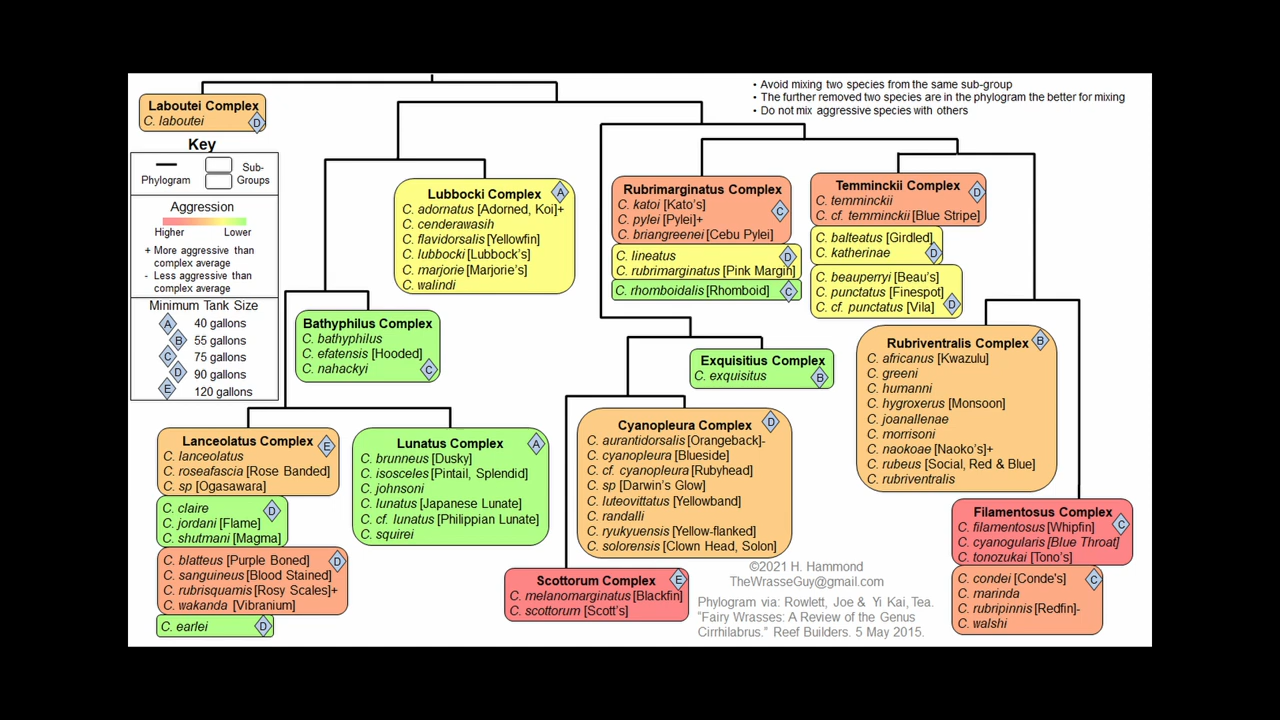 Laboutei Complex
C. laboutei
D
• Avoid mixing two species from the same sub-group
• The further removed two species are in the phylogram the better for mixing
• Do not mix aggressive species with others
Key
Phylogram
Sub-
Groups
Aggression
Higher Lower
+ More aggressive than
complex average
- Less aggressive than
complex average
Minimum Tank Size
A 40 gallons
B 55 gallons
C 75 gallons
D 90 gallons
E 120 gallons
Lubbocki Complex A
C. adornatus [Adorned, Koi]+
C. cenderawasih
C. flavidorsalis [Yellowfin]
C. lubbocki [Lubbock's]
C. marjorie [Marjorie's]
C. walindi
Rubrimarginatus Complex
C. katoi [Kato's]
C. pylei [Pylei]+ C
C. briangreenei [Cebu Pylei]
C. lineatus D
C. rubrimarginatus [Pink Margin]
C. rhomboidalis [Rhomboid] C
Temminckii Complex D
C. temminckii
C. cf. temminckii [Blue Stripe]
C. balteatus [Girdled]
C. katherinae D
C. beauperryi [Beau's]
C. punctatus [Finespot]
C. cf. punctatus [Vila] D
Bathyphilus Complex
C. bathyphilus
C. efatensis [Hooded]
C. nahackyi C
Exquisitius Complex
C. exquisitus B
Rubriventralis Complex B
C. africanus [Kwazulu]
C. greeni
C. humanni
C. hygroxerus [Monsoon]
C. joanallenae
C. morrisoni
C. naokoae [Naoko's]+
C. rubeus [Social, Red & Blue]
C. rubriventralis
Lanceolatus Complex E
C. lanceolatus
C. roseafascia [Rose Banded]
C. sp [Ogasawara]
C. claire
C. jordani [Flame] D
C. shutmani [Magma]
C. blatteus [Purple Boned] D
C. sanguineus [Blood Stained]
C. rubrisquamis [Rosy Scales]+
C. wakanda [Vibranium]
C. earlei D
Lunatus Complex A
C. brunneus [Dusky]
C. isosceles [Pintail, Splendid]
C. johnsoni
C. lunatus [Japanese Lunate]
C. cf. lunatus [Philippian Lunate]
C. squirei
Cyanopleura Complex D
C. aurantidorsalis [Orangeback]-
C. cyanopleura [Blueside]
C. cf. cyanopleura [Rubyhead]
C. sp [Darwin's Glow]
C. luteovittatus [Yellowband]
C. randalli
C. ryukyuensis [Yellow-flanked]
C. solorensis [Clown Head, Solon]
Scottorum Complex E
C. melanomarginatus [Blackfin]
C. scottorum [Scott's]
Filamentosus Complex
C. filamentosus [Whipfin] C
C. cyanogularis [Blue Throat]
C. tonozukai [Tono's]
C. condei [Conde's] C
C. marinda
C. rubripinnis [Redfin]-
C. walshi
©2021 H. Hammond
TheWrasseGuy@gmail.com
Phylogram via: Rowlett, Joe & Yi Kai, Tea.
"Fairy Wrasses: A Review of the Genus
Cirrhilabrus." Reef Builders. 5 May 2015.